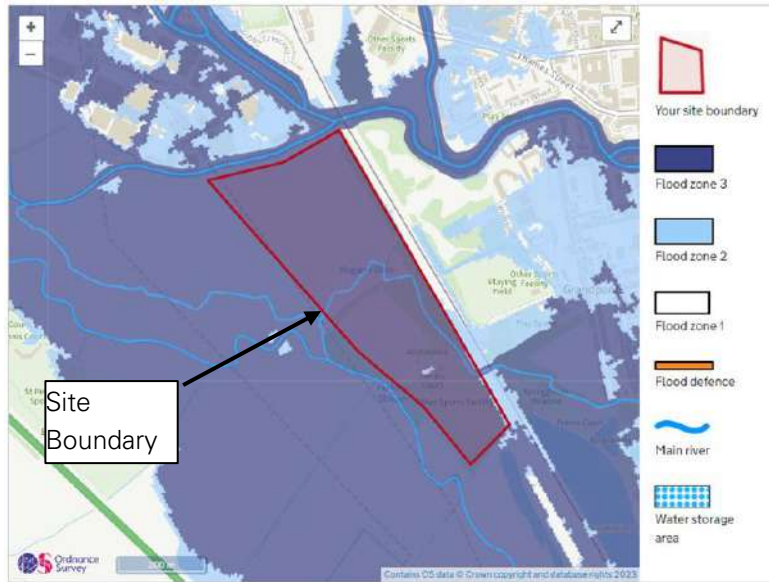 +
−
Other Sports
Facility
Thames Street
Playing
Field
Other Sports
Facility
Site
Boundary
Ordnance
Survey
200 m
Contains OS data © Crown copyright and database rights 2023
Your site boundary
Flood zone 3
Flood zone 2
Flood zone 1
Flood defence
Main river
Water storage
area